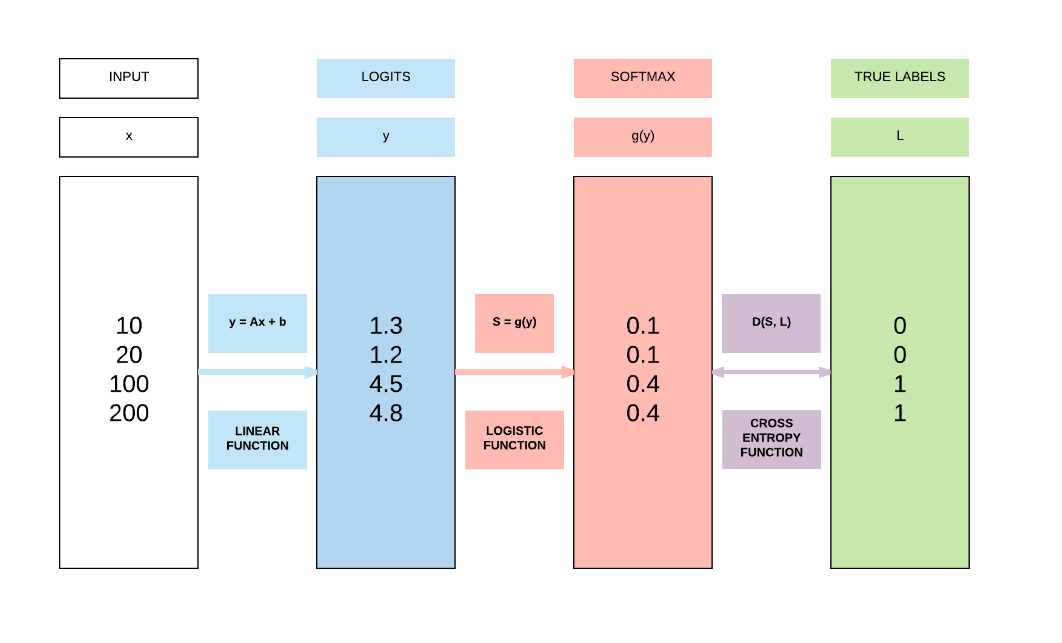 INPUT
LOGITS
SOFTMAX
TRUE LABELS
x
y
g(y)
L
10
20
100
200
y = Ax + b
LINEAR
FUNCTION
1.3
1.2
4.5
4.8
S = g(y)
LOGISTIC
FUNCTION
0.1
0.1
0.4
0.4
D(S, L)
CROSS
ENTROPY
FUNCTION
0
0
1
1